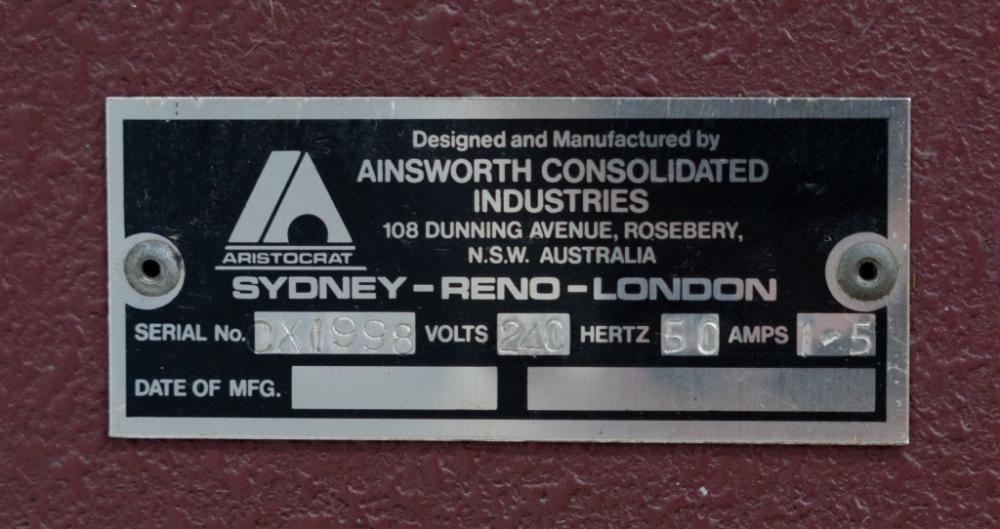 Designed and Manufactured by
AINSWORTH CONSOLIDATED
INDUSTRIES
108 DUNNING AVENUE, ROSEBERY,
N.S.W. AUSTRALIA
ARISTOCRAT
SYDNEY – RENO – LONDON
SERIAL No. CX1998 VOLTS 240 HERTZ 50 AMPS 1-5
DATE OF MFG.